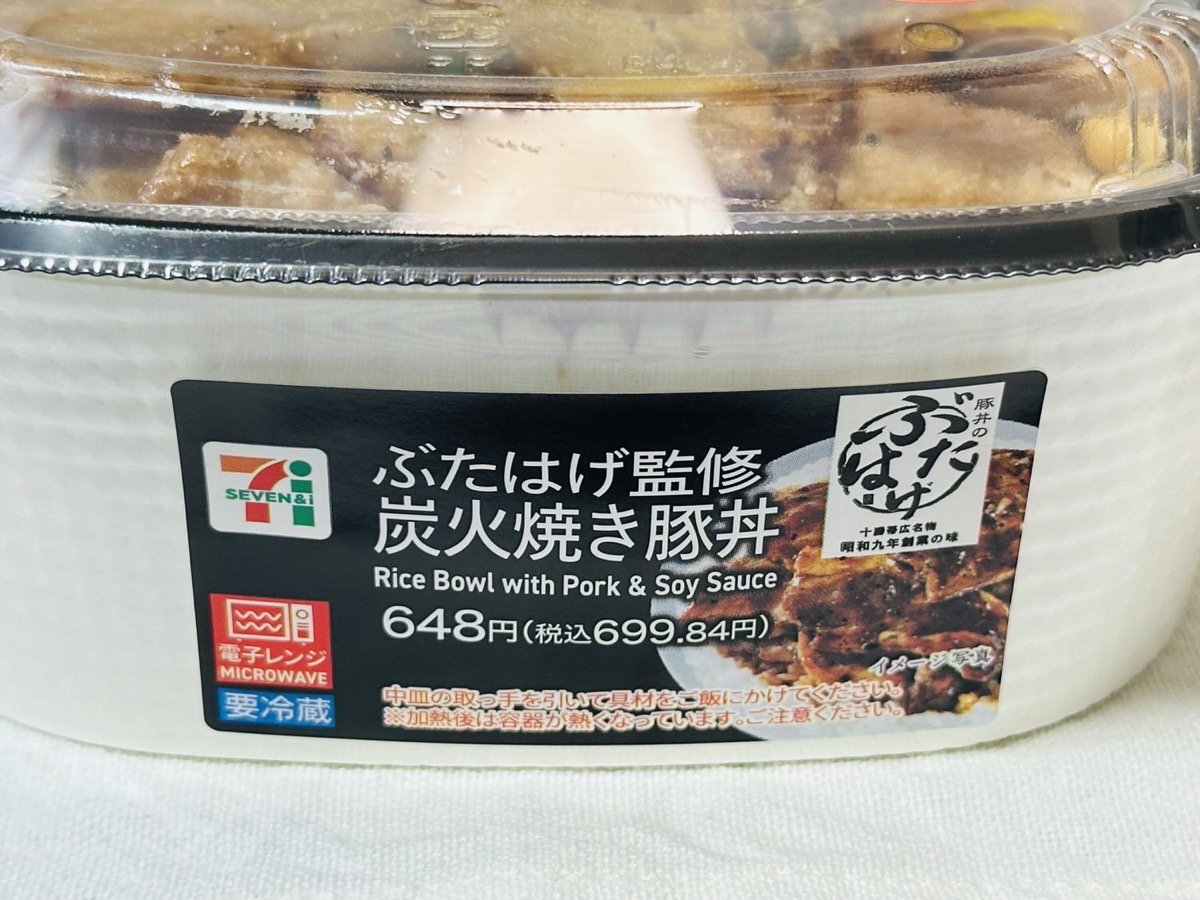 SEVEN&i
ぶたはげ監修
炭火焼き豚丼
Rice Bowl with Pork & Soy Sauce
648円(税込699.84円)
豚丼の
ぶたはげ
十勝帯広名物
昭和九年創業の味
イメージ写真
電子レンジ
MICROWAVE
要冷蔵
中皿の取っ手を引いて具材をご飯にかけてください。
※加熱後は容器が熱くなっています。ご注意ください。